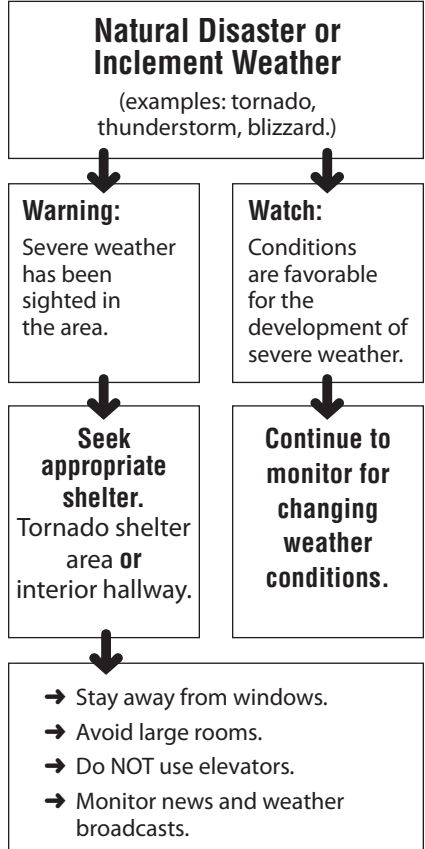 Natural Disaster or
Inclement Weather
(examples: tornado,
thunderstorm, blizzard.)
Warning:
Severe weather
has been
sighted in
the area.
Watch:
Conditions
are favorable
for the
development of
severe weather.
Seek
appropriate
shelter.
Tornado shelter
area or
interior hallway.
Continue to
monitor for
changing
weather
conditions.
➜ Stay away from windows.
➜ Avoid large rooms.
➜ Do NOT use elevators.
➜ Monitor news and weather
broadcasts.